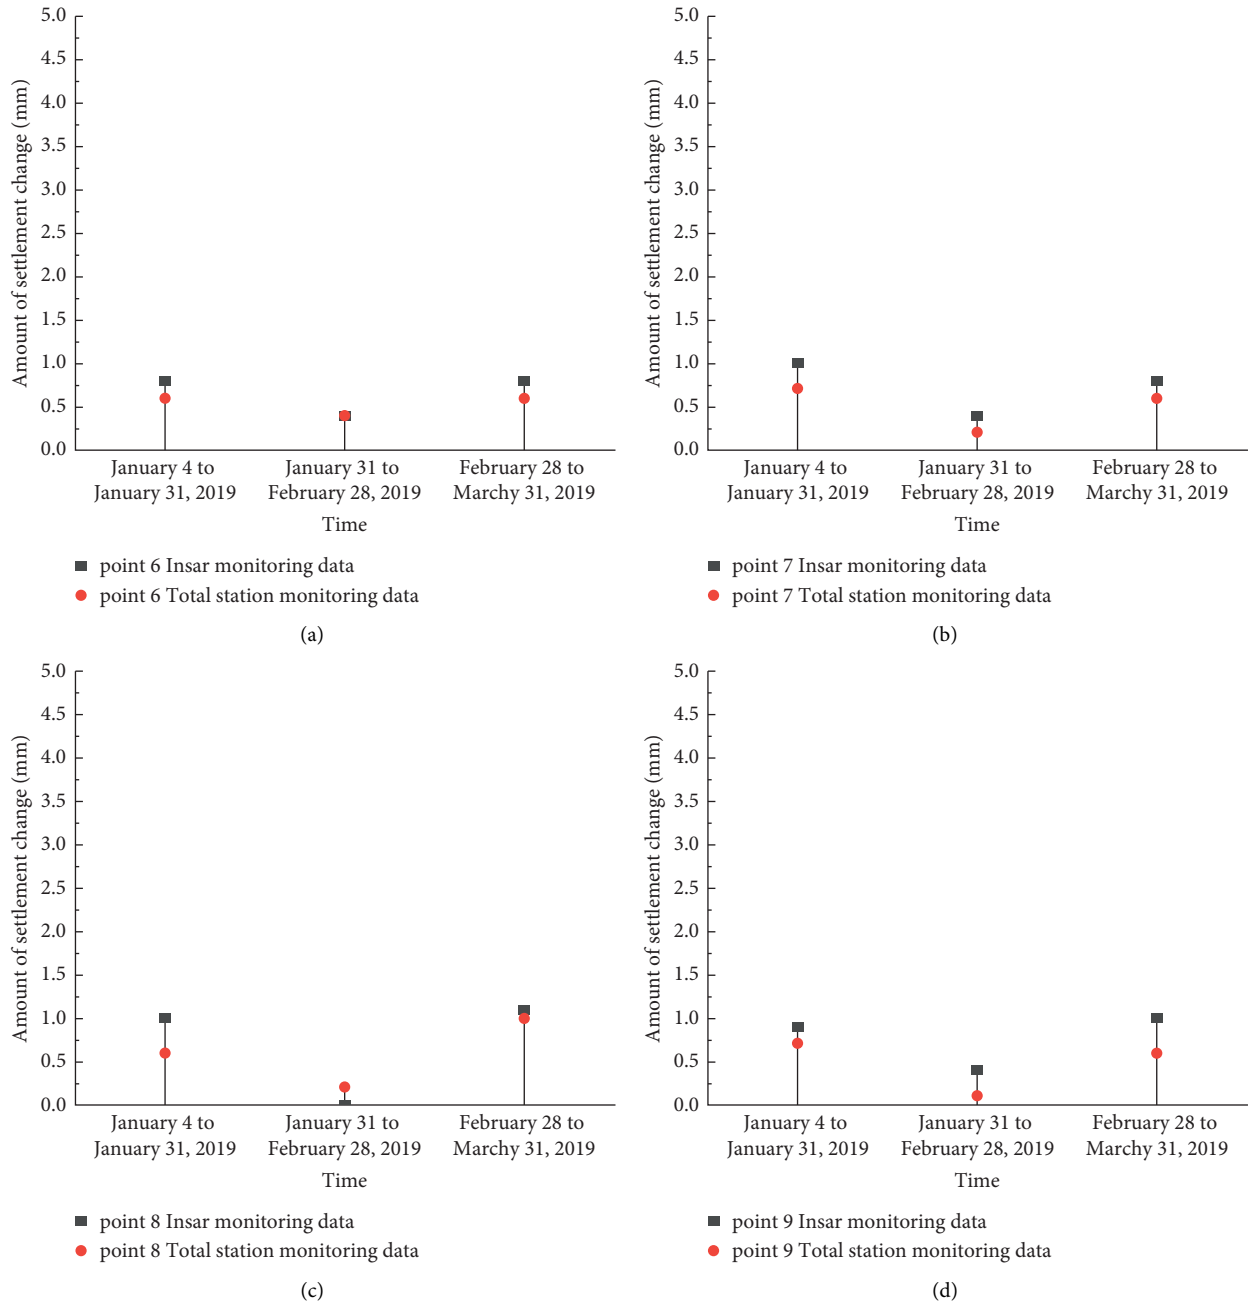 5.0
4.5
4.0
3.5
3.0
2.5
2.0
1.5
1.0
0.5
0.0
Amount of settlement change (mm)
January 4 to
January 31, 2019
January 31 to
February 28, 2019
February 28 to
Marchy 31, 2019
Time
point 6 Insar monitoring data
point 6 Total station monitoring data
(a)
5.0
4.5
4.0
3.5
3.0
2.5
2.0
1.5
1.0
0.5
0.0
Amount of settlement change (mm)
January 4 to
January 31, 2019
January 31 to
February 28, 2019
February 28 to
Marchy 31, 2019
Time
point 7 Insar monitoring data
point 7 Total station monitoring data
(b)
5.0
4.5
4.0
3.5
3.0
2.5
2.0
1.5
1.0
0.5
0.0
Amount of settlement change (mm)
January 4 to
January 31, 2019
January 31 to
February 28, 2019
February 28 to
Marchy 31, 2019
Time
point 8 Insar monitoring data
point 8 Total station monitoring data
(c)
5.0
4.5
4.0
3.5
3.0
2.5
2.0
1.5
1.0
0.5
0.0
Amount of settlement change (mm)
January 4 to
January 31, 2019
January 31 to
February 28, 2019
February 28 to
Marchy 31, 2019
Time
point 9 Insar monitoring data
point 9 Total station monitoring data
(d)